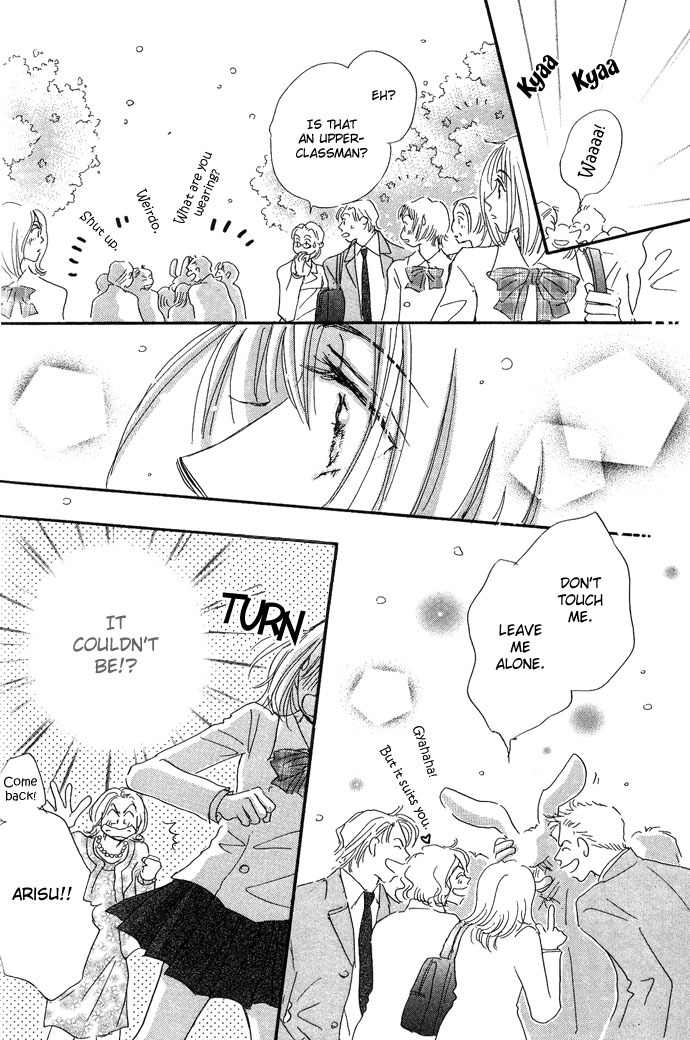 Kyaa
Kyaa
Waaaa!
EH?
IS THAT
AN UPPER-
CLASSMAN?
What are you
wearing?
Weirdo.
Shut up.
DON'T
TOUCH
ME.
LEAVE
ME
ALONE.
Gyahaha!
But it suits you.
TURN
IT
COULDN'T
BE!?
Come
back!
ARISU!!